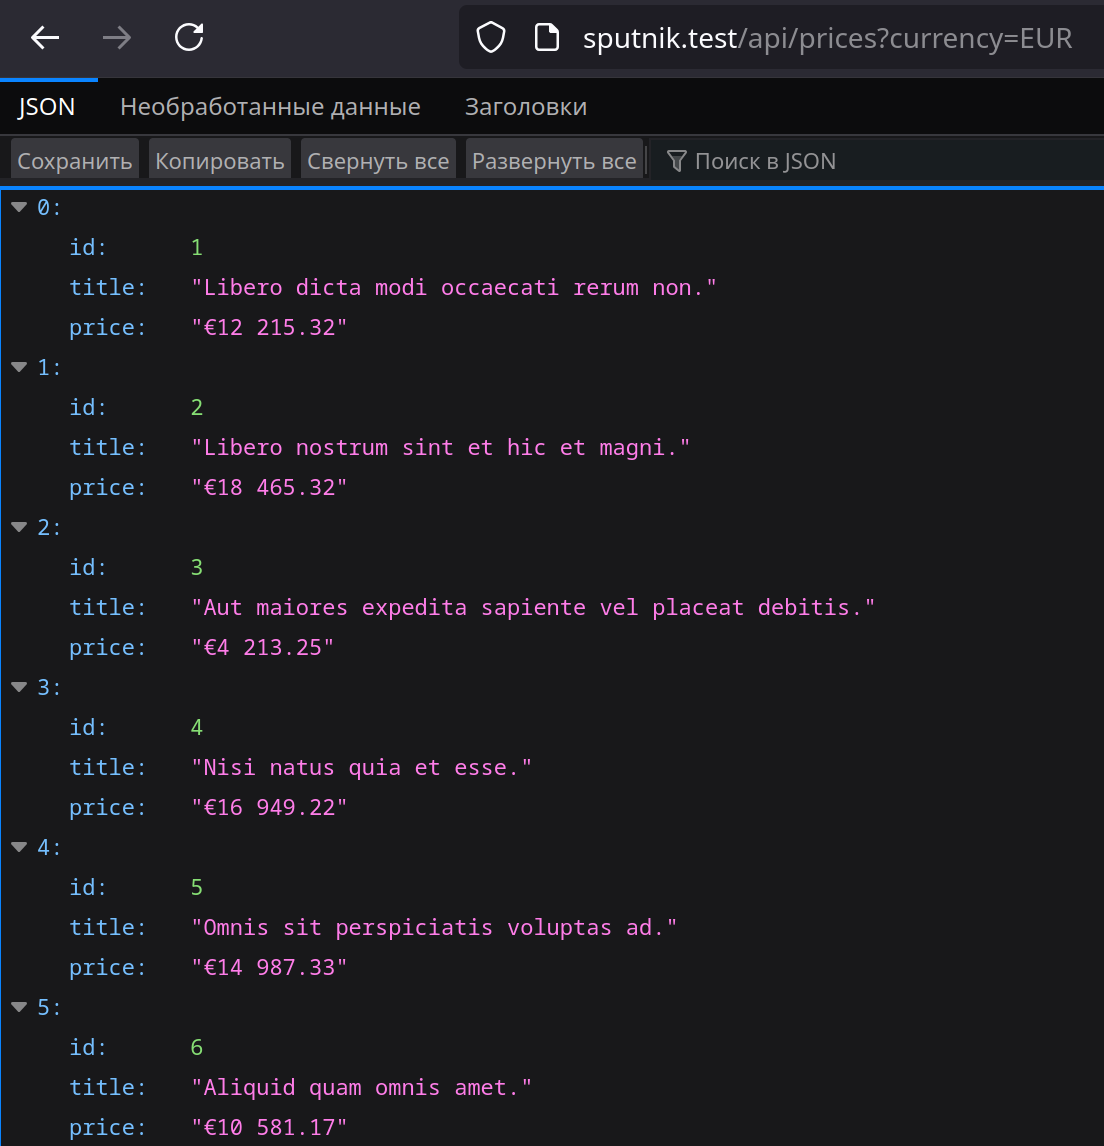 sputnik.test/api/prices?currency=EUR
JSON Необработанные данные Заголовки
Сохранить Копировать Свернуть все Развернуть все Поиск в JSON
0:
id: 1
title: "Libero dicta modi occaecati rerum non."
price: "€12 215.32"
1:
id: 2
title: "Libero nostrum sint et hic et magni."
price: "€18 465.32"
2:
id: 3
title: "Aut maiores expedita sapiente vel placeat debitis."
price: "€4 213.25"
3:
id: 4
title: "Nisi natus quia et esse."
price: "€16 949.22"
4:
id: 5
title: "Omnis sit perspiciatis voluptas ad."
price: "€14 987.33"
5:
id: 6
title: "Aliquid quam omnis amet."
price: "€10 581.17"